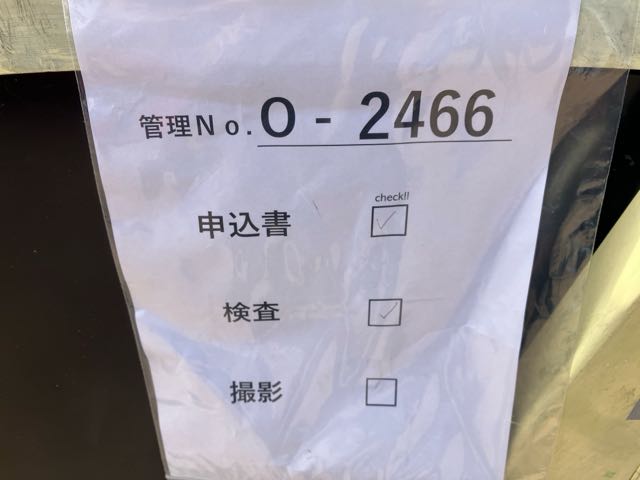 管理No. O - 2466
check!!
申込書 ☑
検査 ☑
撮影 ☐